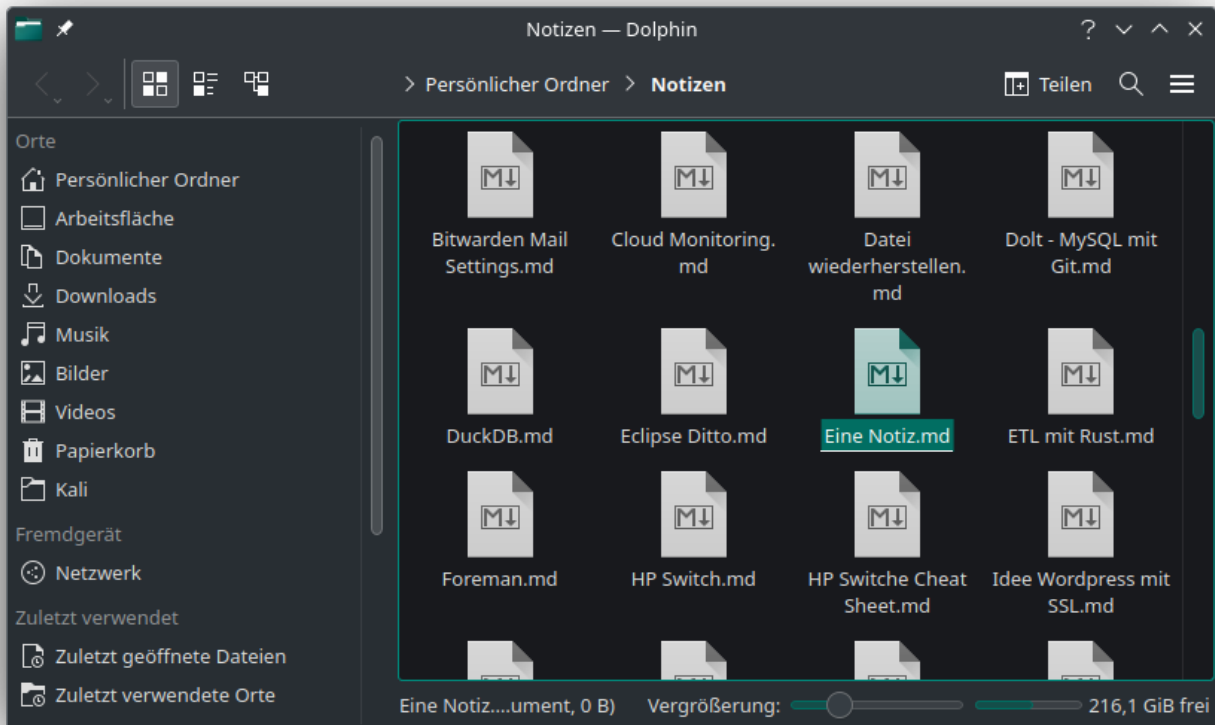 Notizen — Dolphin
Persönlicher Ordner > Notizen
Teilen
Orte
Persönlicher Ordner
Arbeitsfläche
Dokumente
Downloads
Musik
Bilder
Videos
Papierkorb
Kali
Fremdgerät
Netzwerk
Zuletzt verwendet
Zuletzt geöffnete Dateien
Zuletzt verwendete Orte
Bitwarden Mail
Settings.md
Cloud Monitoring.
md
Datei
wiederherstellen.
md
Dolt - MySQL mit
Git.md
DuckDB.md
Eclipse Ditto.md
Eine Notiz.md
ETL mit Rust.md
Foreman.md
HP Switch.md
HP Switche Cheat
Sheet.md
Idee Wordpress mit
SSL.md
Eine Notiz....ument, 0 B)
Vergrößerung:
216,1 GiB frei